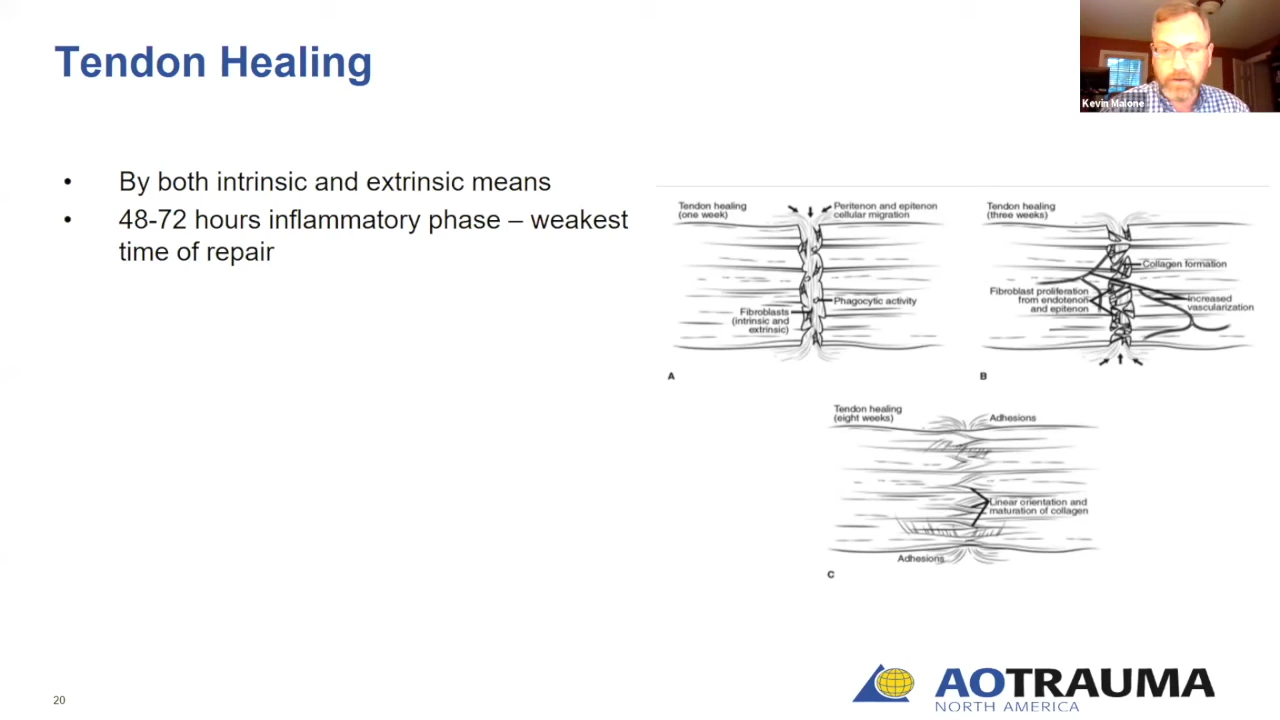 Tendon Healing
Kevin Malone
• By both intrinsic and extrinsic means
• 48-72 hours inflammatory phase – weakest
time of repair
Tendon healing
(one week)
Peritenon and epitenon
cellular migration
Phagocytic activity
Fibroblasts
(intrinsic and
extrinsic)
A
Tendon healing
(three weeks)
Collagen formation
Fibroblast proliferation
from endotenon
and epitenon
Increased
vascularization
B
Tendon healing
(eight weeks)
Adhesions
Linear orientation and
maturation of collagen
Adhesions
C
20
AOTRAUMA
NORTH AMERICA